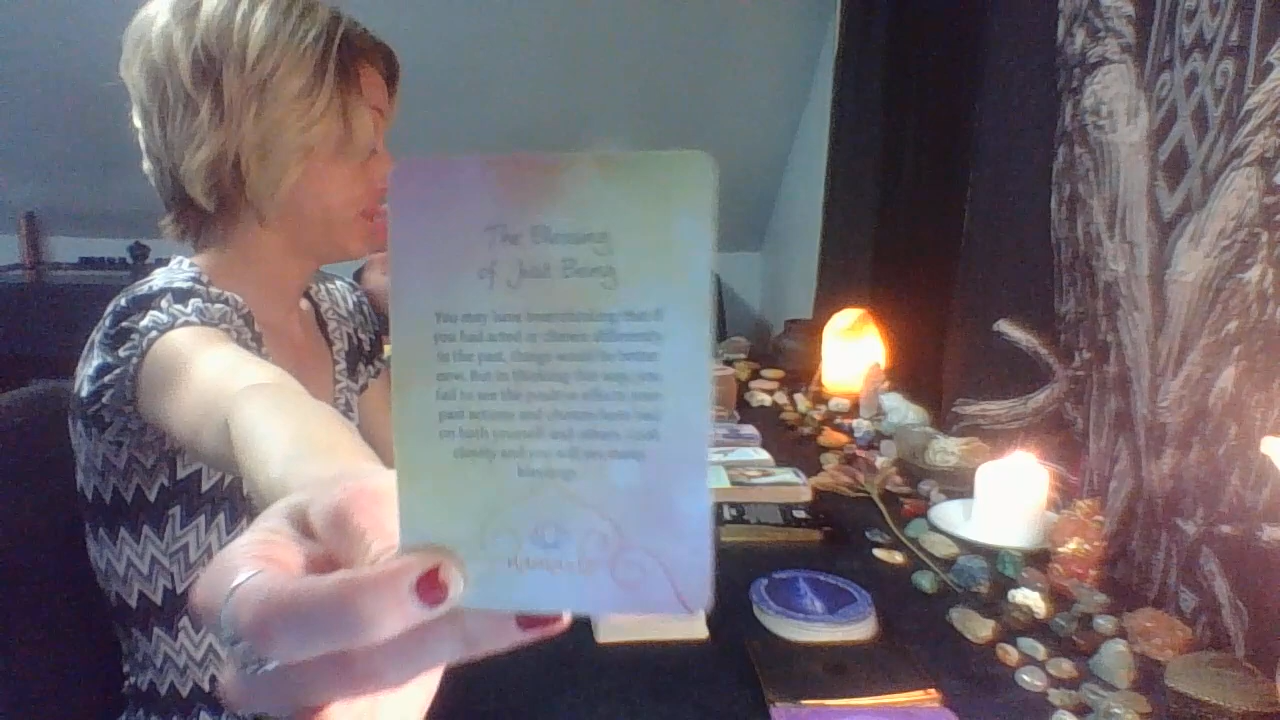 The Blessing
of Just Being
You may have been thinking that if
you had acted or chosen differently
in the past, things would be better
now. But in thinking this way, you
fail to see the positive effects your
past actions and choices have had
on both yourself and others. Look
closely and you will see many
blessings.
Namaste